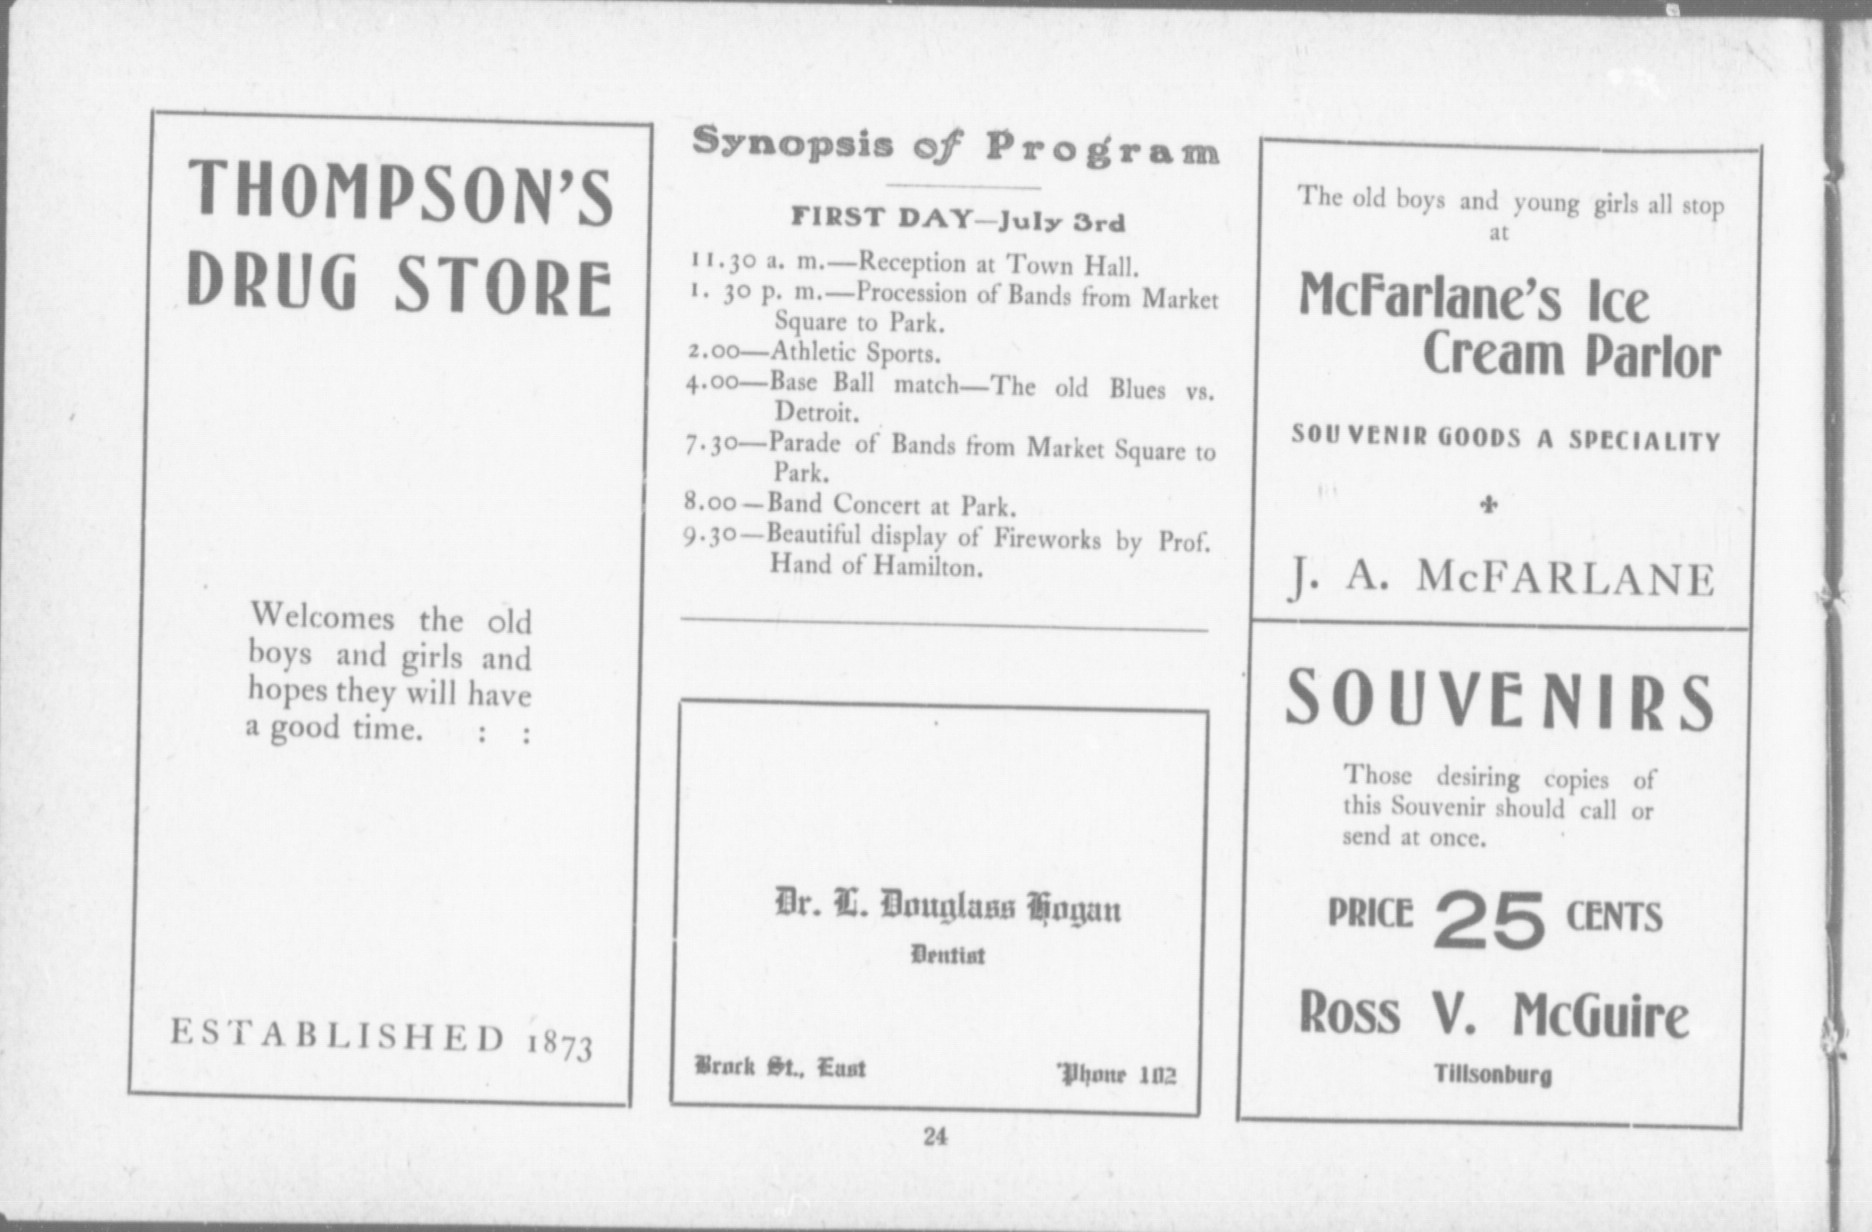 THOMPSON'S
DRUG STORE
Welcomes the old
boys and girls and
hopes they will have
a good time. : :
ESTABLISHED 1873
Synopsis of Program
FIRST DAY—July 3rd
11.30 a. m.—Reception at Town Hall.
1. 30 p. m.—Procession of Bands from Market
Square to Park.
2.00—Athletic Sports.
4.00—Base Ball match—The old Blues vs.
Detroit.
7.30—Parade of Bands from Market Square to
Park.
8.00—Band Concert at Park.
9.30—Beautiful display of Fireworks by Prof.
Hand of Hamilton.
Dr. L. Douglass Hogan
Dentist
Brock St., East 'Phone 102
24
The old boys and young girls all stop
at
McFarlane's Ice
Cream Parlor
SOUVENIR GOODS A SPECIALITY
J. A. McFARLANE
SOUVENIRS
Those desiring copies of
this Souvenir should call or
send at once.
PRICE 25 CENTS
Ross V. McGuire
Tillsonburg